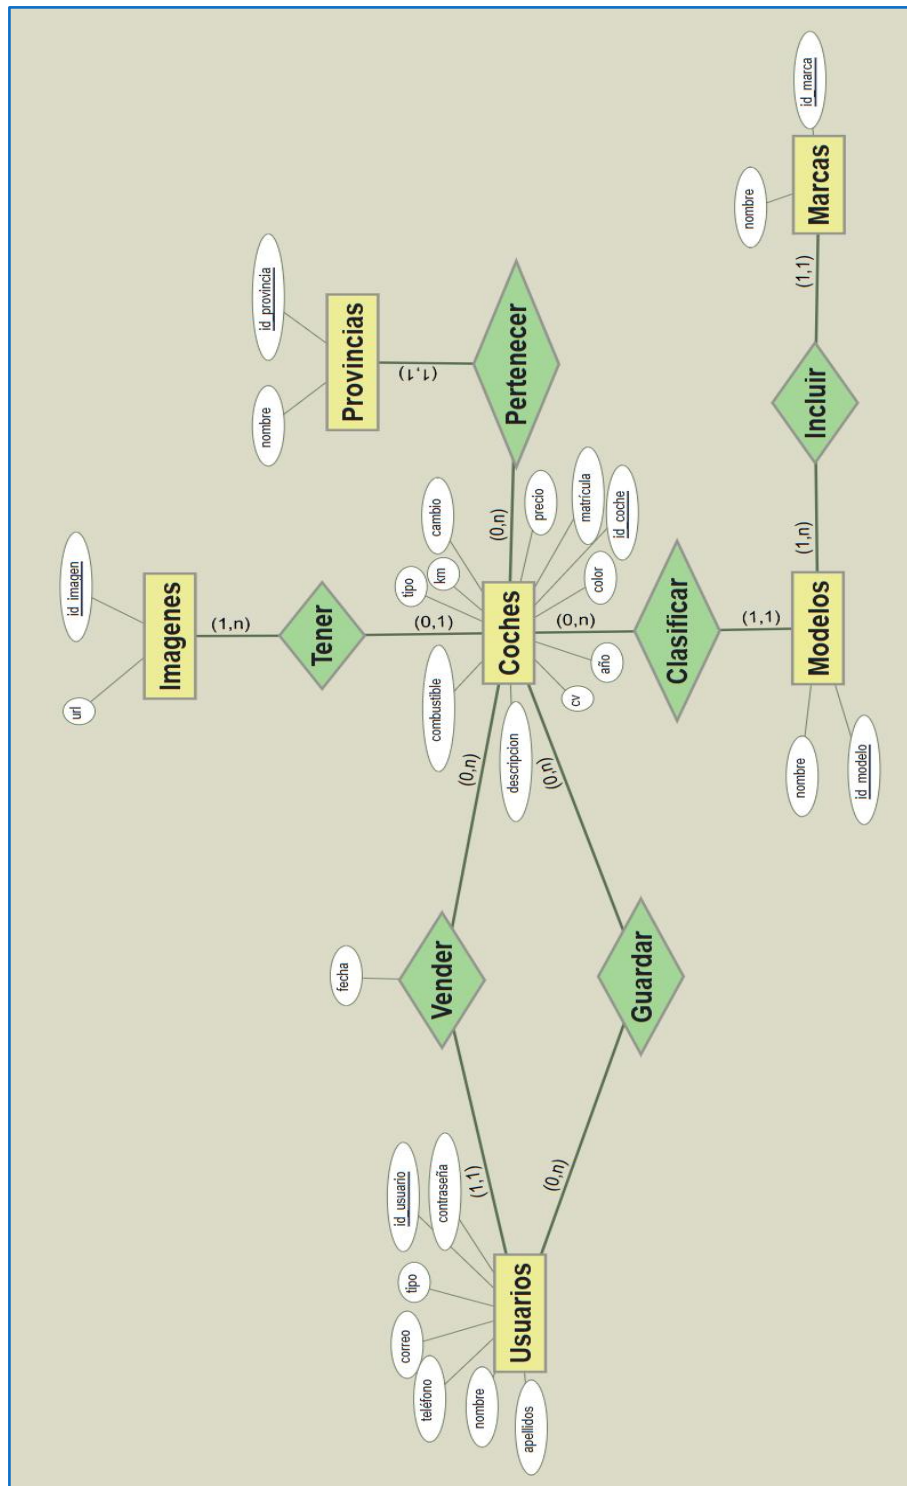 id_marca
nombre
Marcas
(1,1)
Incluir
(1,n)
Modelos
nombre
id_modelo
(1,1)
Clasificar
(0,n)
id_provincia
nombre
Provincias
(1,1)
Pertenecer
(0,n)
id_imagen
url
Imagenes
(1,n)
Tener
(0,1)
Coches
combustible
tipo
km
cambio
precio
matrícula
id_coche
color
año
cv
descripcion
(0,n)
(0,n)
fecha
Vender
Guardar
(1,1)
(0,n)
Usuarios
id_usuario
contraseña
tipo
correo
teléfono
nombre
apellidos